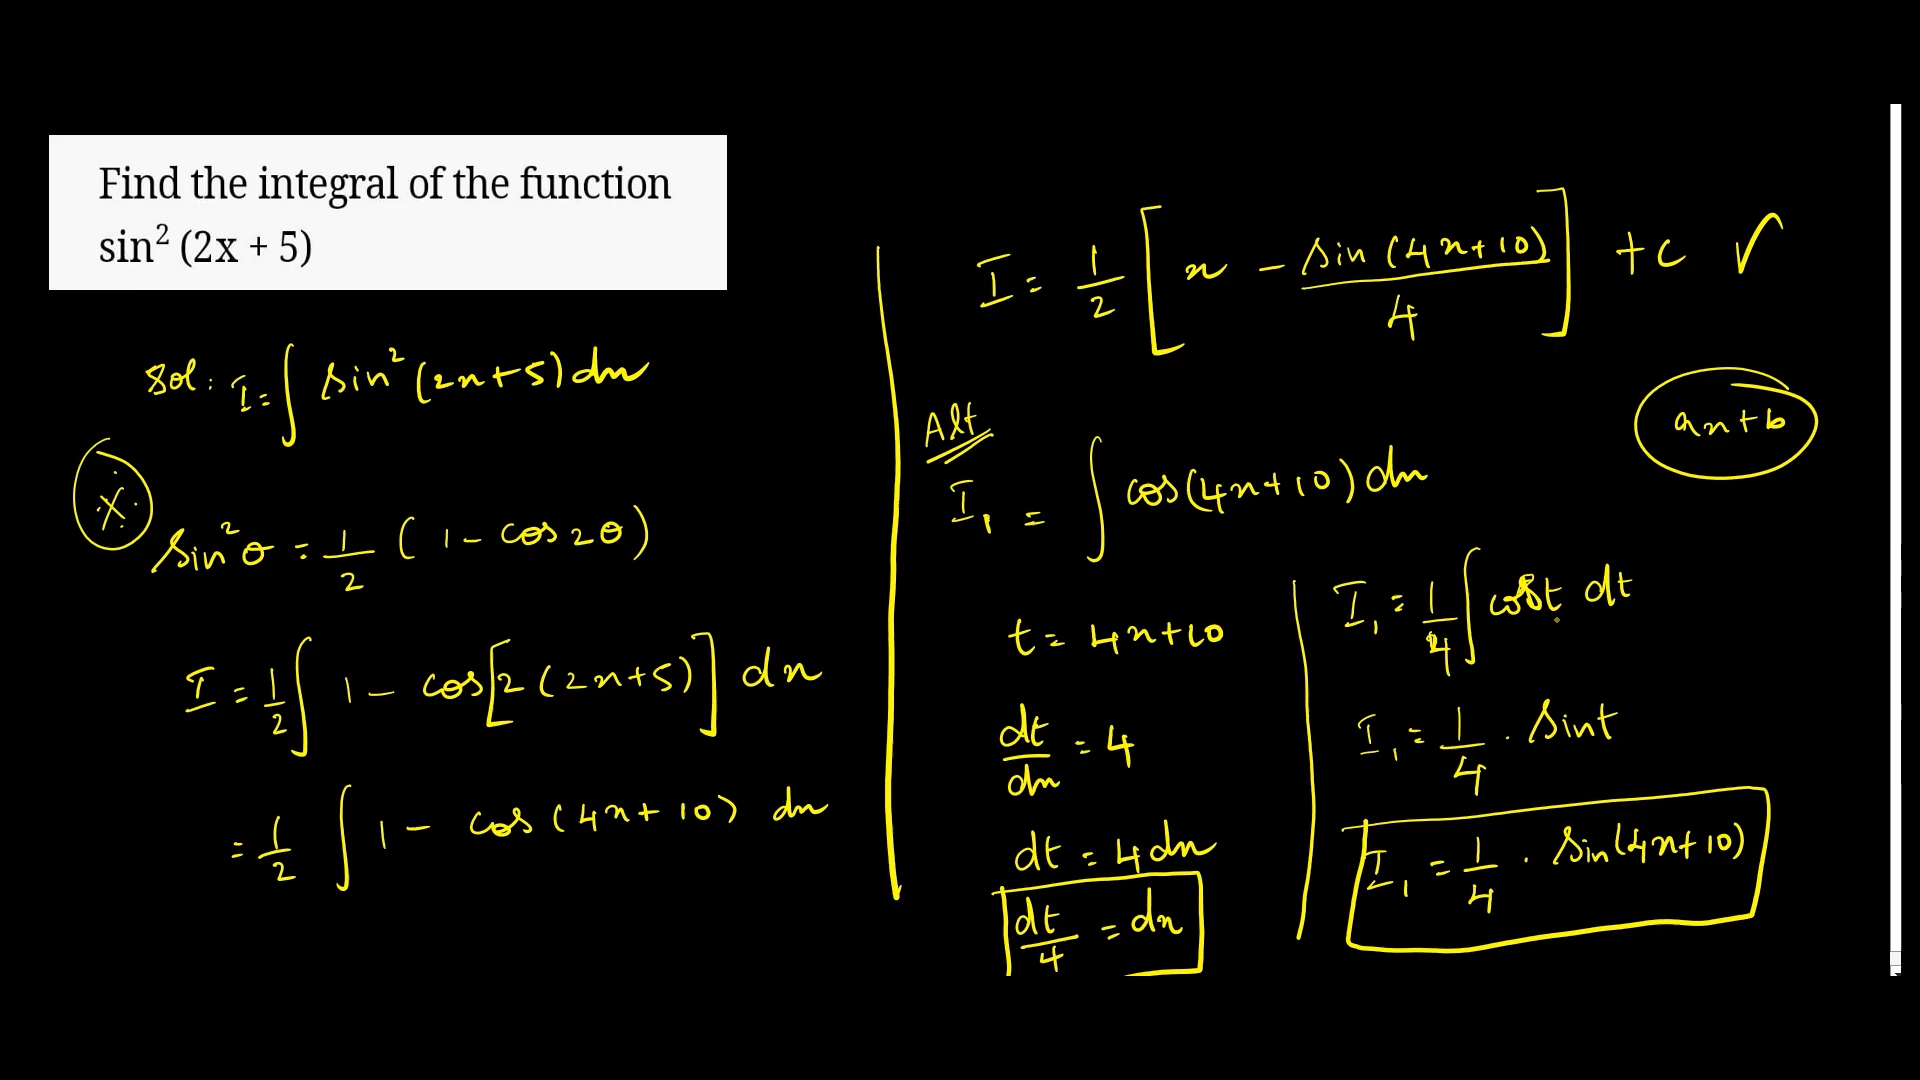 Find the integral of the function
sin² (2x + 5)
Sol: I = ∫ sin² (2x+5) dx
X
sin²θ = 1/2 (1 - cos 2θ)
I = 1/2 ∫ 1 - cos[2(2x+5)] dx
= 1/2 ∫ 1 - cos(4x+10) dx
I = 1/2 [x - sin(4x+10)/4] + c ✓
Alt
ax+b
I₁ = ∫ cos(4x+10) dx
t = 4x+10
dt/dx = 4
dt = 4dx
dt/4 = dx
I₁ = 1/4 ∫ cost dt
I₁ = 1/4 . sint
I₁ = 1/4 . sin(4x+10)